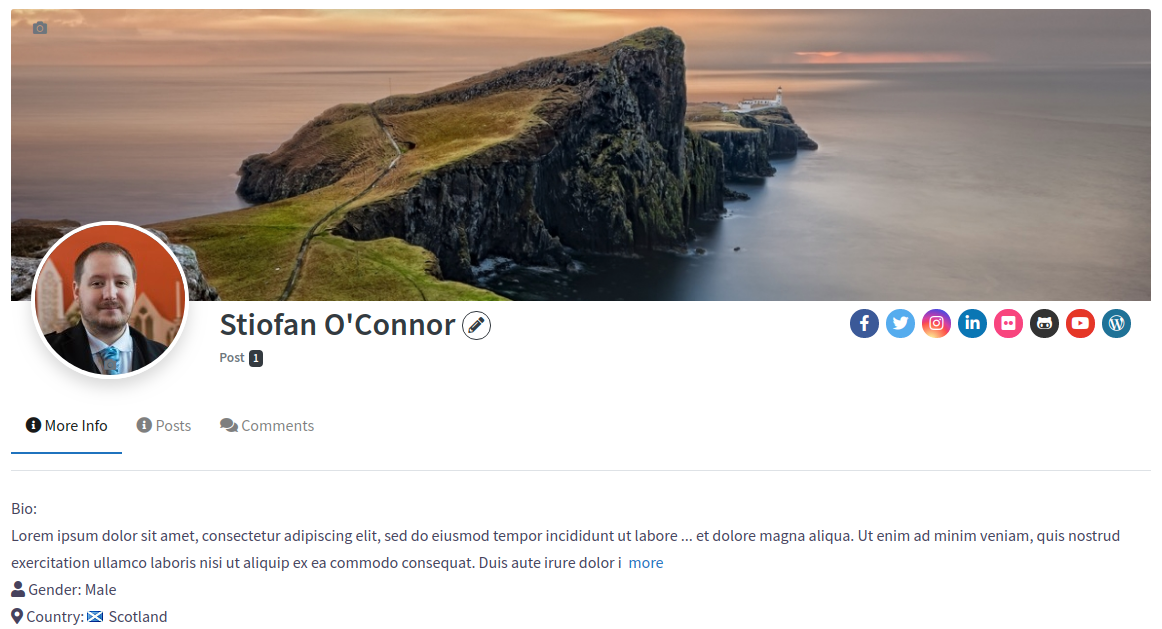 Stiofan O'Connor
Post 1
More Info Posts Comments
Bio:
Lorem ipsum dolor sit amet, consectetur adipiscing elit, sed do eiusmod tempor incididunt ut labore ... et dolore magna aliqua. Ut enim ad minim veniam, quis nostrud
exercitation ullamco laboris nisi ut aliquip ex ea commodo consequat. Duis aute irure dolor i more
Gender: Male
Country: Scotland